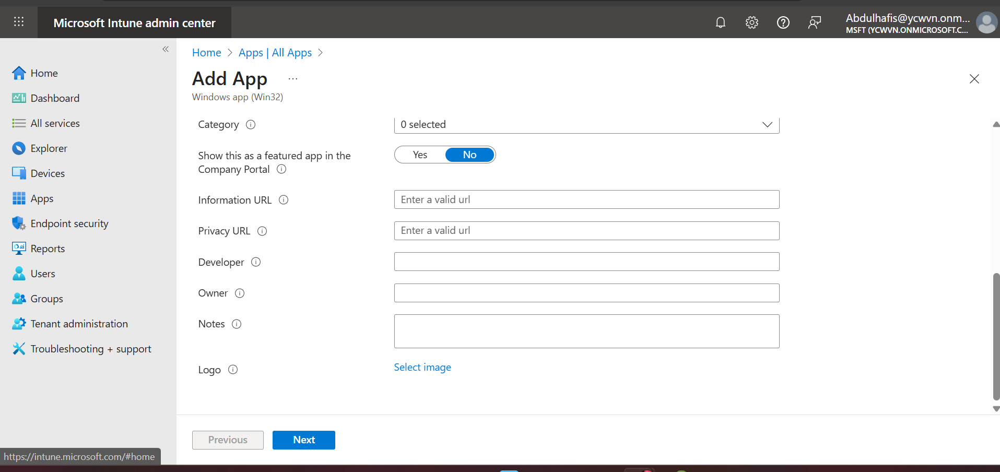 Microsoft Intune admin center
Abdulhafis@ycwvn.onm...
MSFT (YCWVN.ONMICROSOFT.C...
Home
Dashboard
All services
Explorer
Devices
Apps
Endpoint security
Reports
Users
Groups
Tenant administration
Troubleshooting + support
Home > Apps | All Apps >
Add App ...
Windows app (Win32)
Category
0 selected
Show this as a featured app in the
Company Portal
Yes No
Information URL
Enter a valid url
Privacy URL
Enter a valid url
Developer
Owner
Notes
Logo
Select image
Previous Next
https://intune.microsoft.com/#home